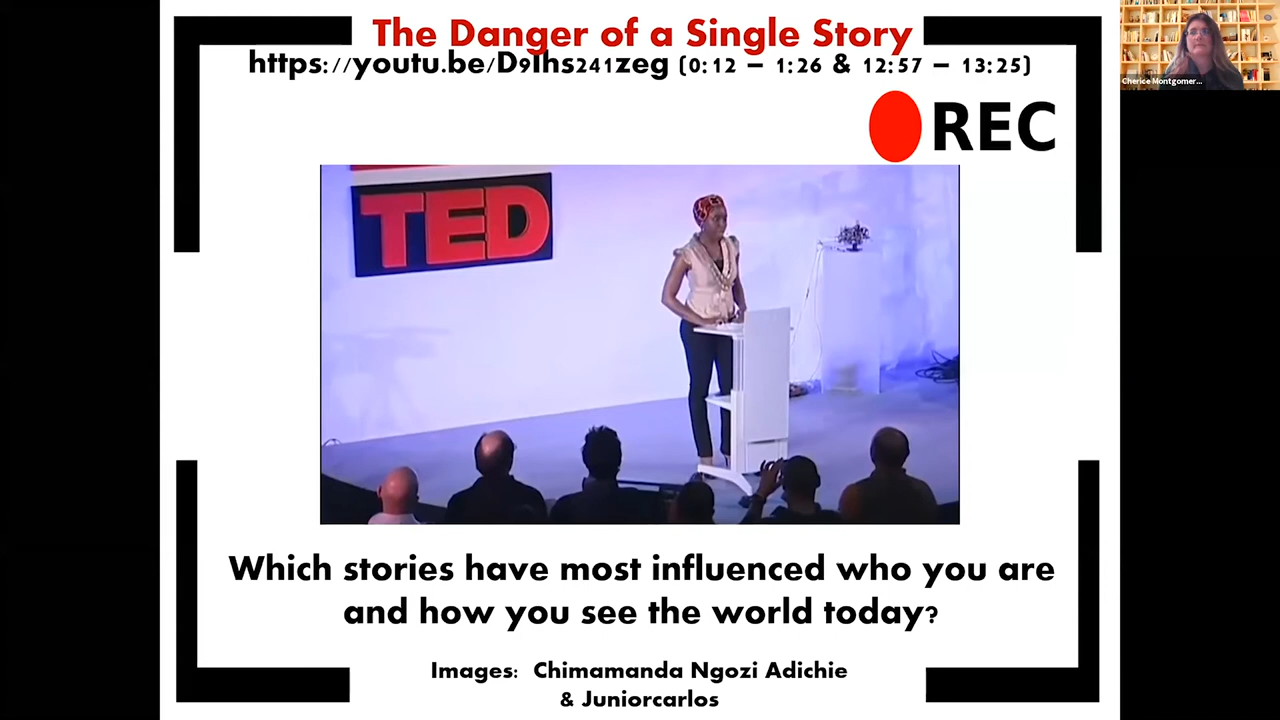 The Danger of a Single Story
https://youtu.be/D9Ihs241zeg (0:12 – 1:26 & 12:57 – 13:25)
REC
TED
Which stories have most influenced who you are
and how you see the world today?
Images: Chimamanda Ngozi Adichie
& Juniorcarlos
Cherice Montgomer...